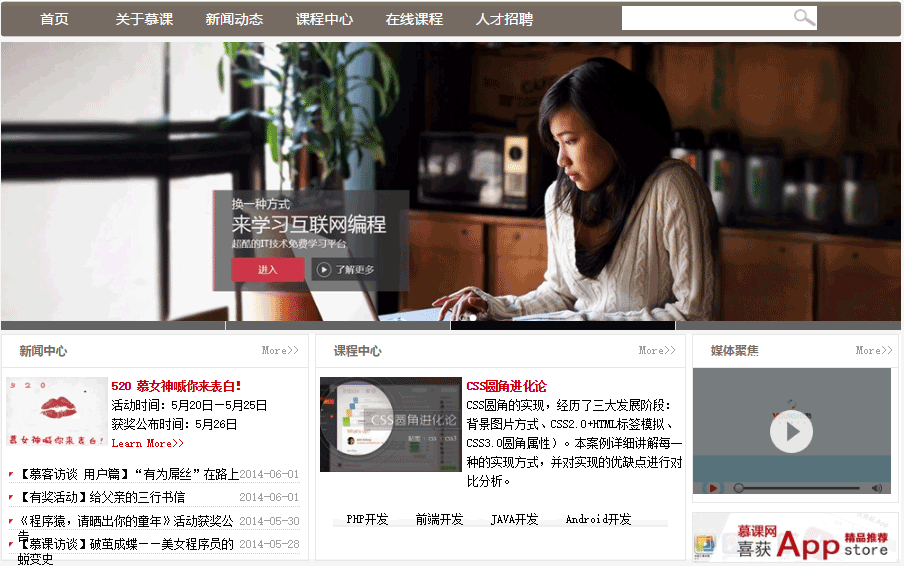 首页 关于慕课 新闻动态 课程中心 在线课程 人才招聘
换一种方式
来学习互联网编程
超酷的IT技术免费学习平台
进入 了解更多
新闻中心 More>>
520
慕女神喊你来表白！
520 慕女神喊你来表白！
活动时间：5月20日－5月25日
获奖公布时间：5月26日
Learn More>>
【慕客访谈 用户篇】“有为屌丝”在路上 2014-06-01
【有奖活动】给父亲的三行书信 2014-06-01
《程序猿，请晒出你的童年》活动获奖公 2014-05-30
告
【慕课访谈】破茧成蝶－－美女程序员的 2014-05-28
蜕变史
课程中心 More>>
CSS圆角进化论
CSS圆角进化论
CSS圆角的实现，经历了三大发展阶段：
背景图片方式、CSS2.0+HTML标签模拟、
CSS3.0圆角属性）。本案例详细讲解每一
种的实现方式，并对实现的优缺点进行对
比分析。
PHP开发 前端开发 JAVA开发 Android开发
媒体聚焦 More>>
慕课网
喜获 App 精品推荐
store